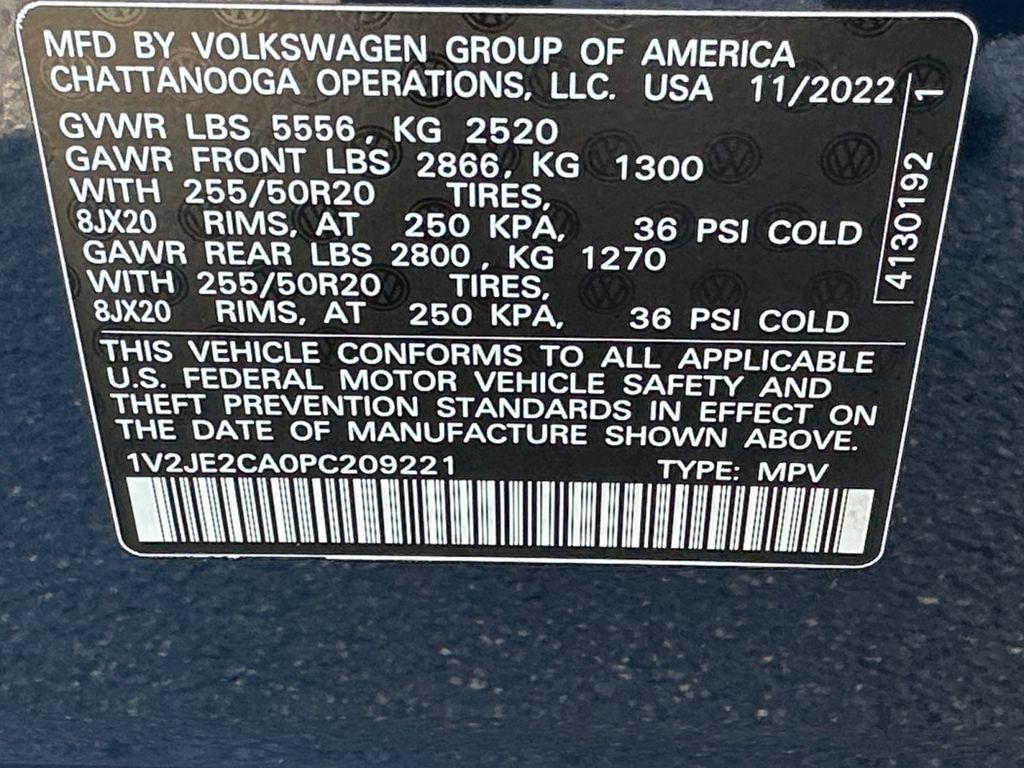 MFD BY VOLKSWAGEN GROUP OF AMERICA
CHATTANOOGA OPERATIONS, LLC. USA 11/2022
GVWR LBS 5556, KG 2520
GAWR FRONT LBS 2866, KG 1300
WITH 255/50R20 TIRES,
8JX20 RIMS, AT 250 KPA, 36 PSI COLD
GAWR REAR LBS 2800, KG 1270
WITH 255/50R20 TIRES,
8JX20 RIMS, AT 250 KPA, 36 PSI COLD
4130192 1
THIS VEHICLE CONFORMS TO ALL APPLICABLE
U.S. FEDERAL MOTOR VEHICLE SAFETY AND
THEFT PREVENTION STANDARDS IN EFFECT ON
THE DATE OF MANUFACTURE SHOWN ABOVE.
1V2JE2CA0PC209221 TYPE: MPV